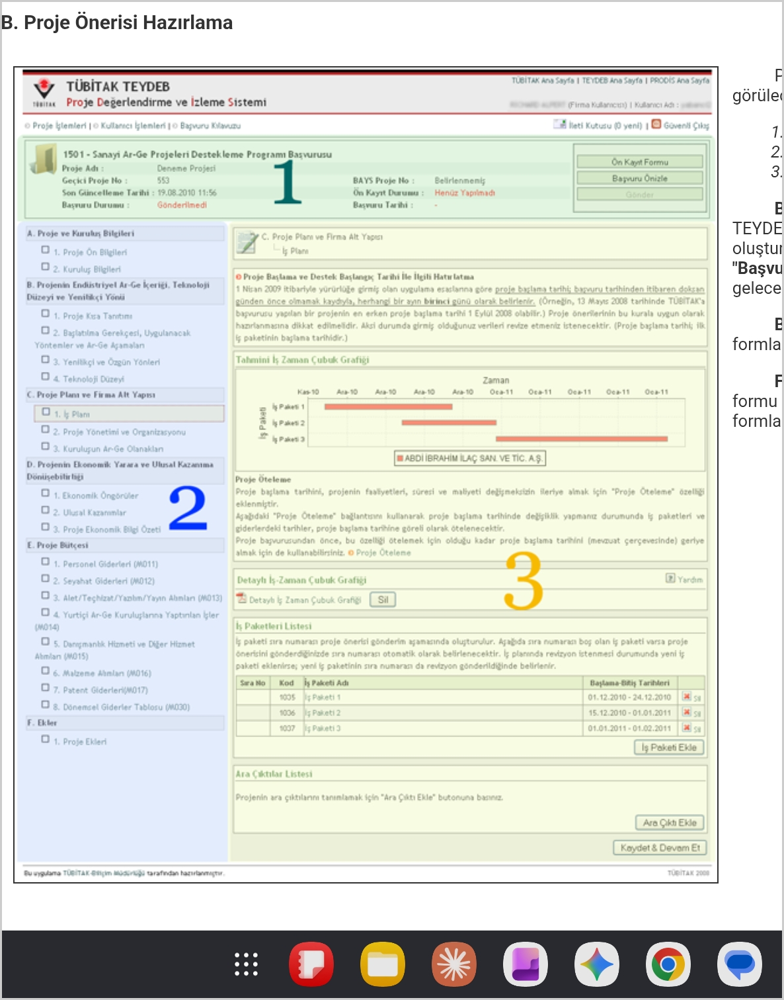 B. Proje Önerisi Hazırlama
TÜBİTAK TEYDEB
Proje Değerlendirme ve İzleme Sistemi
TÜBİTAK
TÜBİTAK Ana Sayfa | TEYDEB Ana Sayfa | PRODİS Ana Sayfa
(Firma Kullanıcısı) | Kullanıcı Adı :
Proje İşlemleri | Kullanıcı İşlemleri | Başvuru Kılavuzu
İleti Kutusu (0 yeni) | Güvenli Çıkış
1501 - Sanayi Ar-Ge Projeleri Destekleme Programı Başvurusu
Proje Adı : Deneme Projesi
Geçici Proje No : 553 BAYS Proje No : Belirlenmemiş
Son Güncelleme Tarihi : 19.08.2010 11:56 Ön Kayıt Durumu : Henüz Yapılmadı
Başvuru Durumu : Gönderilmedi Başvuru Tarihi : -
1
Ön Kayıt Formu
Başvuru Önizle
Gönder
A. Proje ve Kuruluş Bilgileri
1. Proje Ön Bilgileri
2. Kuruluş Bilgileri
B. Projenin Endüstriyel Ar-Ge İçeriği, Teknoloji
Düzeyi ve Yenilikçi Yönü
1. Proje Kısa Tanıtımı
2. Başlatılma Gerekçesi, Uygulanacak
Yöntemler ve Ar-Ge Aşamaları
3. Yenilikçi ve Özgün Yönleri
4. Teknoloji Düzeyi
C. Proje Planı ve Firma Alt Yapısı
1. İş Planı
2. Proje Yönetimi ve Organizasyonu
3. Kuruluşun Ar-Ge Olanakları
D. Projenin Ekonomik Yarara ve Ulusal Kazanıma
Dönüşebilirliği
1. Ekonomik Öngörüler
2. Ulusal Kazanımlar
3. Proje Ekonomik Bilgi Özeti
2
E. Proje Bütçesi
1. Personel Giderleri (M011)
2. Seyahat Giderleri (M012)
3. Alet/Teçhizat/Yazılım/Yayın Alımları (M013)
4. Yurtiçi Ar-Ge Kuruluşlarına Yaptırılan İşler
(M014)
5. Danışmanlık Hizmeti ve Diğer Hizmet
Alımları (M015)
6. Malzeme Alımları (M016)
7. Patent Giderleri(M017)
8. Dönemsel Giderler Tablosu (M030)
F. Ekler
1. Proje Ekleri
C. Proje Planı ve Firma Alt Yapısı
İş Planı
Proje Başlama ve Destek Başlangıç Tarihi İle İlgili Hatırlatma
1 Nisan 2009 itibariyle yürürlüğe girmiş olan uygulama esaslarına göre proje başlama tarihi; başvuru tarihinden itibaren doksan
günden önce olmamak kaydıyla, herhangi bir ayın birinci günü olarak belirlenir. (Örneğin, 13 Mayıs 2008 tarihinde TÜBİTAK'a
başvurusu yapılan bir projenin en erken proje başlama tarihi 1 Eylül 2008 olabilir.) Proje önerilerinin bu kurala uygun olarak
hazırlanmasına dikkat edilmelidir. Aksi durumda girmiş olduğunuz verileri revize etmeniz istenecektir. (Proje başlama tarihi; ilk
iş paketinin başlama tarihidir.)
Tahmini İş Zaman Çubuk Grafiği
Zaman
Kas-10 Ara-10 Ara-10 Ara-10 Ara-10 Oca-11 Oca-11 Oca-11 Oca-11 Oca-11
İş Paketi
İş Paketi 1
İş Paketi 2
İş Paketi 3
ABDİ İBRAHİM İLAÇ SAN. VE TİC. A.Ş.
Proje Öteleme
Proje başlama tarihini, projenin faaliyetleri, süresi ve maliyeti değişmeksizin ileriye almak için "Proje Öteleme" özelliği
eklenmiştir.
Aşağıdaki "Proje Öteleme" bağlantısını kullanarak proje başlama tarihinde değişiklik yapmanız durumunda iş paketleri ve
giderlerdeki tarihler, proje başlama tarihine göreli olarak ötelenecektir.
Proje başvurusundan önce, bu özelliği ötelemek için olduğu kadar proje başlama tarihini (mevzuat çerçevesinde) geriye
almak için de kullanabilirsiniz. Proje Öteleme
3
Detaylı İş-Zaman Çubuk Grafiği
Yardım
Detaylı İş Zaman Çubuk Grafiği Sil
İş Paketleri Listesi
İş paketi sıra numarası proje önerisi gönderim aşamasında oluşturulur. Aşağıda sıra numarası boş olan iş paketi varsa proje
önerisini gönderdiğinizde sıra numarası otomatik olarak belirlenecektir. İş planında revizyon istenmesi durumunda yeni iş
paketi eklenirse; yeni iş paketinin sıra numarası da revizyon gönderildiğinde belirlenir.
Sıra No Kod İş Paketi Adı Başlama-Bitiş Tarihleri
1035 İş Paketi 1 01.12.2010 - 24.12.2010 Sil
1036 İş Paketi 2 15.12.2010 - 01.01.2011 Sil
1037 İş Paketi 3 01.01.2011 - 01.02.2011 Sil
İş Paketi Ekle
Ara Çıktılar Listesi
Projenin ara çıktılarını tanımlamak için "Ara Çıktı Ekle" butonuna basınız.
Ara Çıktı Ekle
Kaydet & Devam Et
Bu uygulama TÜBİTAK-Bilişim Müdürlüğü tarafından hazırlanmıştır.
TÜBİTAK 2008
1.
2.
3.
TEYDE
"Başvu
gelece
formla
formu
formla